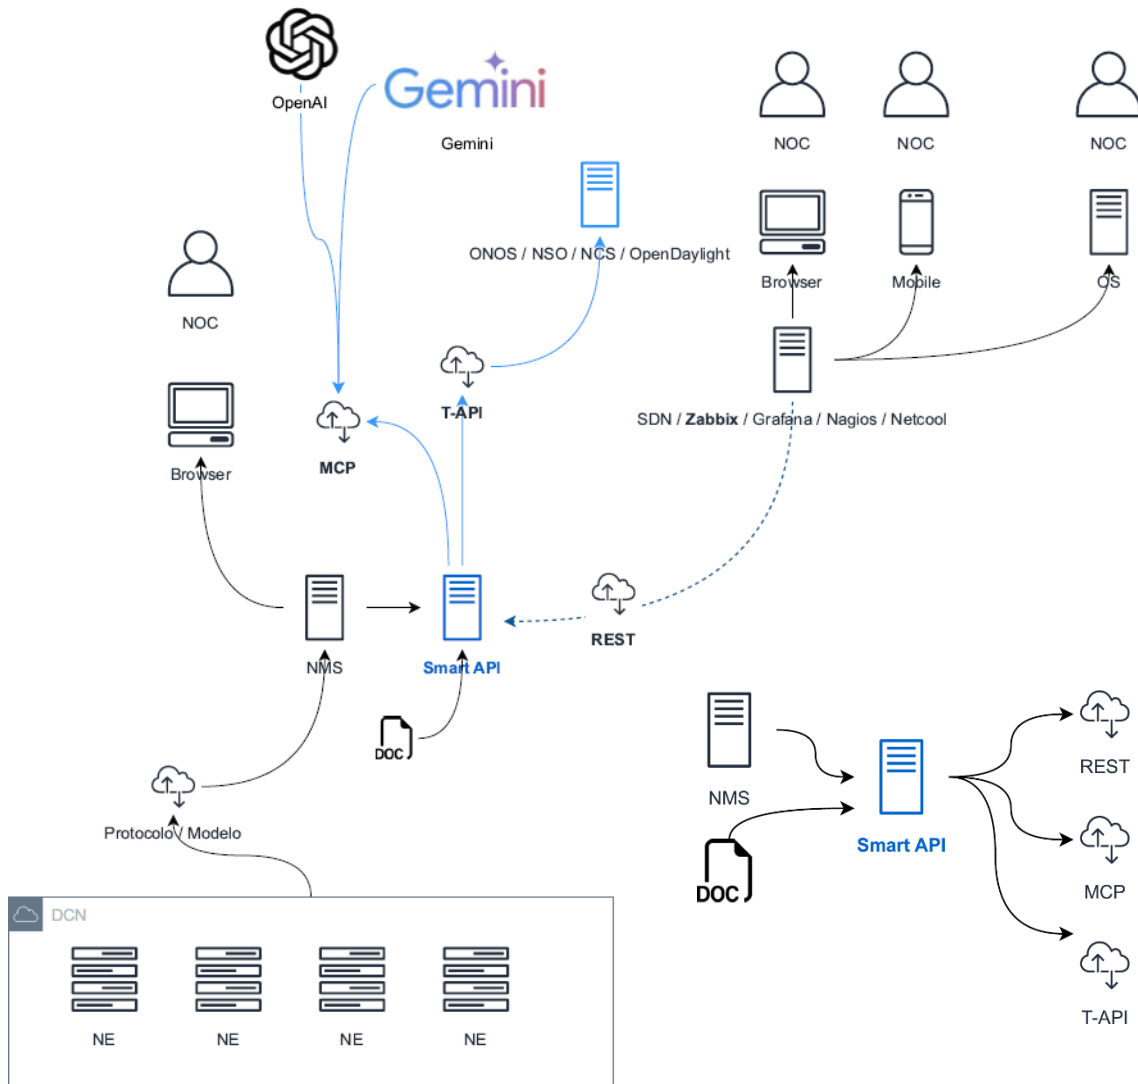 OpenAI
Gemini
Gemini
NOC
NOC
NOC
ONOS / NSO / NCS / OpenDaylight
Browser
Mobile
OS
NOC
T-API
SDN / Zabbix / Grafana / Nagios / Netcool
Browser
MCP
REST
NMS
Smart API
DOC
Protocolo / Modelo
DCN
NE
NE
NE
NE
NMS
DOC
Smart API
REST
MCP
T-API